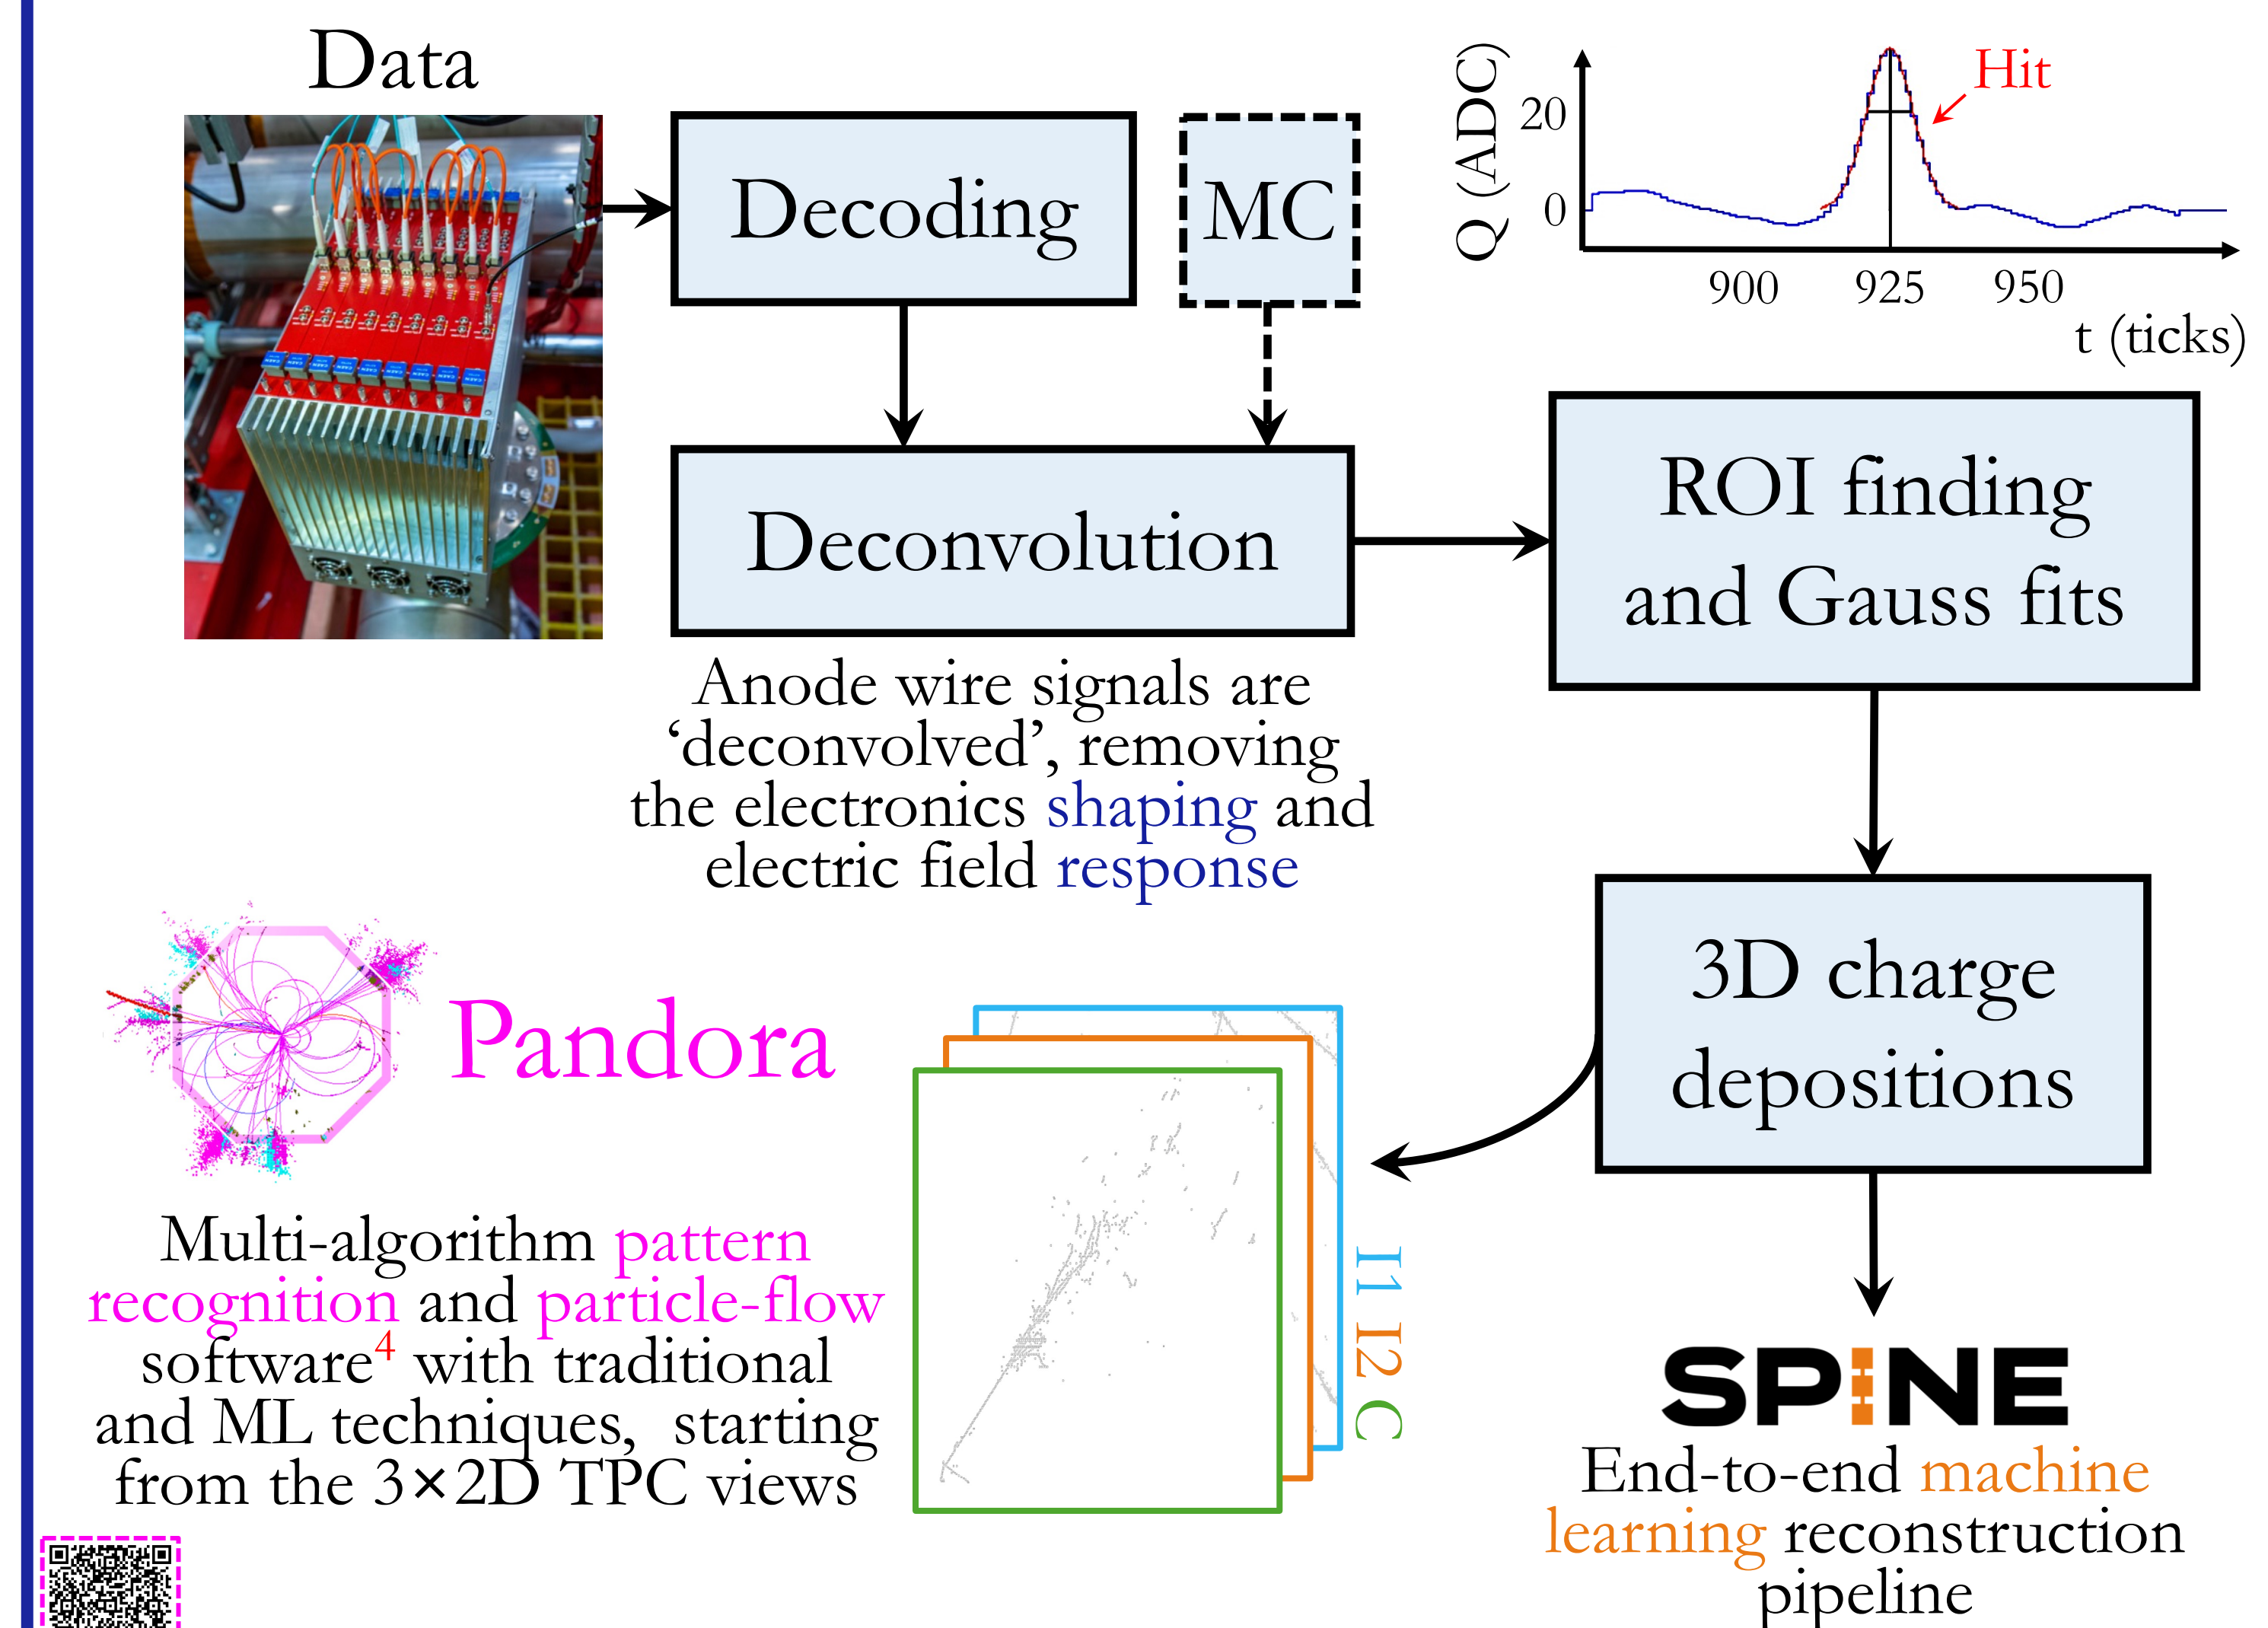 Data
Decoding
MC
Q (ADC)
20
0
Hit
900 925 950
t (ticks)
Deconvolution
ROI finding
and Gauss fits
Anode wire signals are
‘deconvolved’, removing
the electronics shaping and
electric field response
3D charge
depositions
Pandora
Multi-algorithm pattern
recognition and particle-flow
software4 with traditional
and ML techniques, starting
from the 3×2D TPC views
I1 I2 C
SPINE
End-to-end machine
learning reconstruction
pipeline